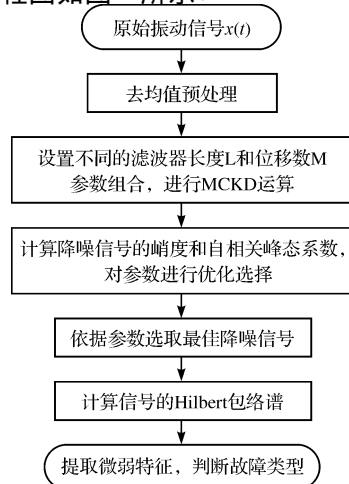 原始振动信号x(t)
去均值预处理
设置不同的滤波器长度L和位移数M
参数组合，进行MCKD运算
计算降噪信号的峭度和自相关峰态系数，
对参数进行优化选择
依据参数选取最佳降噪信号
计算信号的Hilbert包络谱
提取微弱特征，判断故障类型